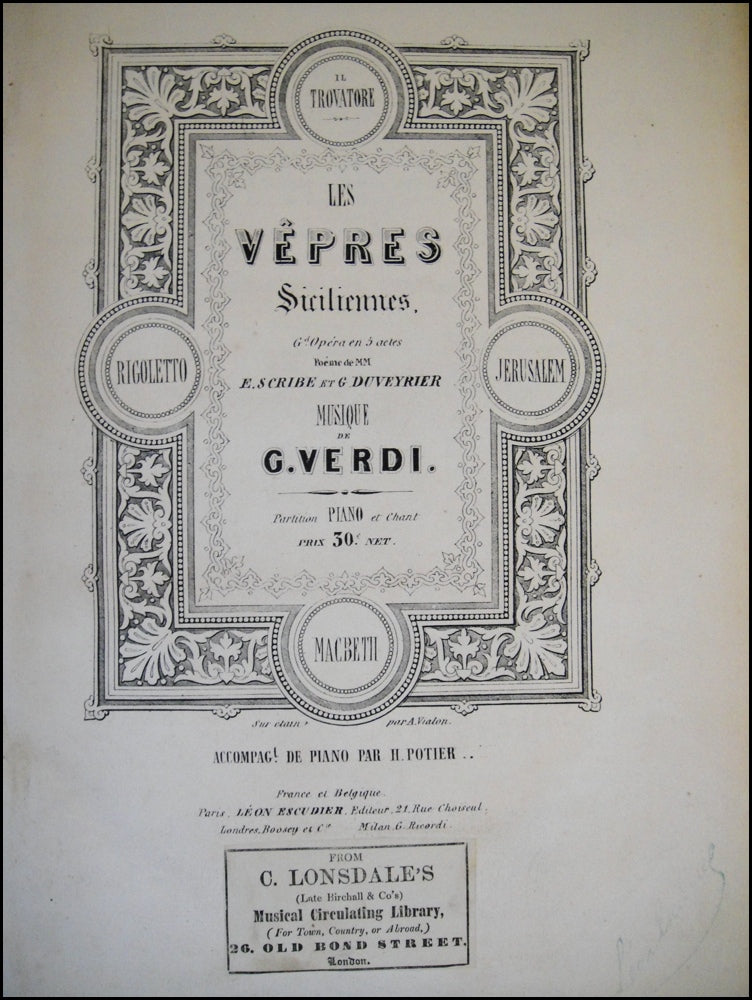 IL
TROVATORE
LES
VÊPRES
Siciliennes,
Gd. Opéra en 5 actes
Poëme de MM
E. SCRIBE ET G DUVEYRIER
RIGOLETTO
JERUSALEM
MUSIQUE
DE
G. VERDI.
Partition PIANO et Chant
PRIX 30f. NET.
MACBETH
Sur étain, par A. Vialon.
ACCOMPAGt. DE PIANO PAR H. POTIER ..
France et Belgique.
Paris, LÉON ESCUDIER, Editeur, 21, Rue Choiseul.
Londres, Boosey et Ce Milan G. Ricordi.
FROM
C. LONSDALE'S
(Late Birchall & Co's)
Musical Circulating Library,
(For Town, Country, or Abroad,)
26, OLD BOND STREET,
London.